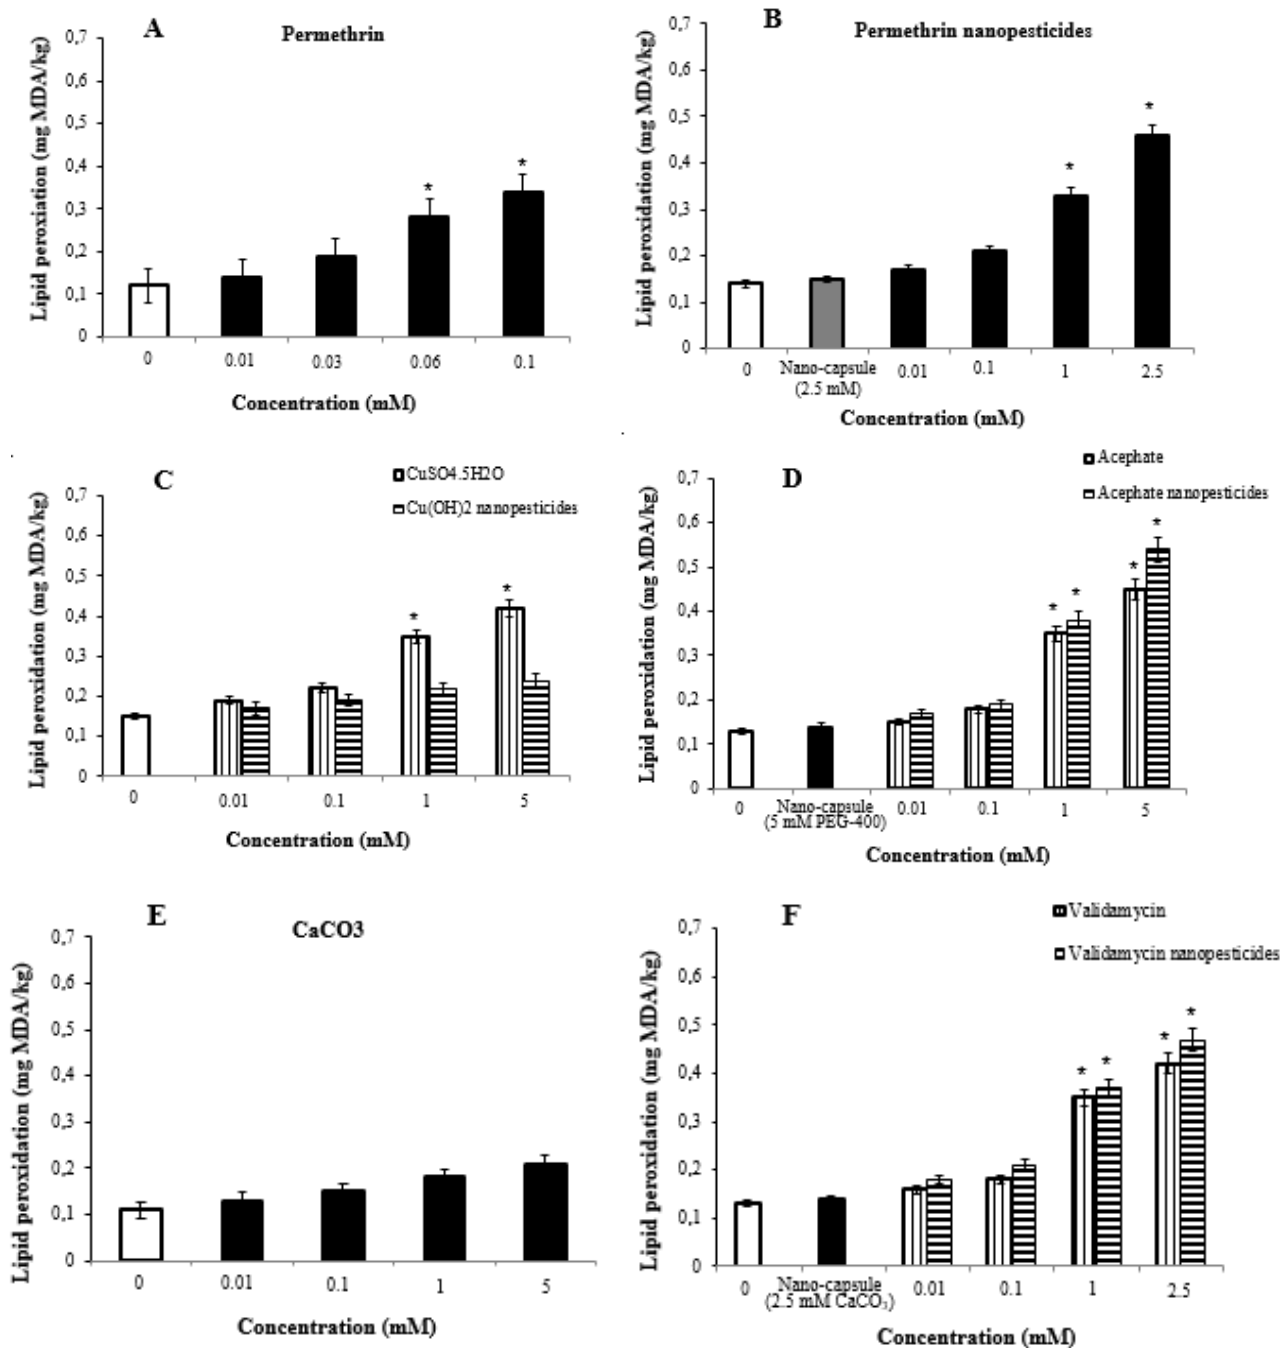 A
Permethrin
Lipid peroxiation (mg MDA/kg)
0,7
0,6
0,5
0,4
0,3
0,2
0,1
0
* *
0 0.01 0.03 0.06 0.1
Concentration (mM)
B
Permethrin nanopesticides
Lipid peroxidation (mg MDA/kg)
0,7
0,6
0,5
0,4
0,3
0,2
0,1
0
* *
0 Nano-capsule 0.01 0.1 1 2.5
(2.5 mM)
Concentration (mM)
C
CuSO4.5H2O
Cu(OH)2 nanopesticides
Lipid peroxidation (mg MDA/kg)
0,7
0,6
0,5
0,4
0,3
0,2
0,1
0
* *
0 0.01 0.1 1 5
Concentration (mM)
D
Acephate
Acephate nanopesticides
Lipid peroxidation (mg MDA/kg)
0,7
0,6
0,5
0,4
0,3
0,2
0,1
0
* * * *
0 Nano-capsule 0.01 0.1 1 5
(5 mM PEG-400)
Concentration (mM)
E
CaCO3
Lipid peroxidation (mg MDA/kg)
0,7
0,6
0,5
0,4
0,3
0,2
0,1
0
0 0.01 0.1 1 5
Concentration (mM)
F
Validamycin
Validamycin nanopesticides
Lipid peroxidation (mg MDA/kg)
0,7
0,6
0,5
0,4
0,3
0,2
0,1
0
* * * *
0 Nano-capsule 0.01 0.1 1 2.5
(2.5 mM CaCO₃)
Concentration (mM)